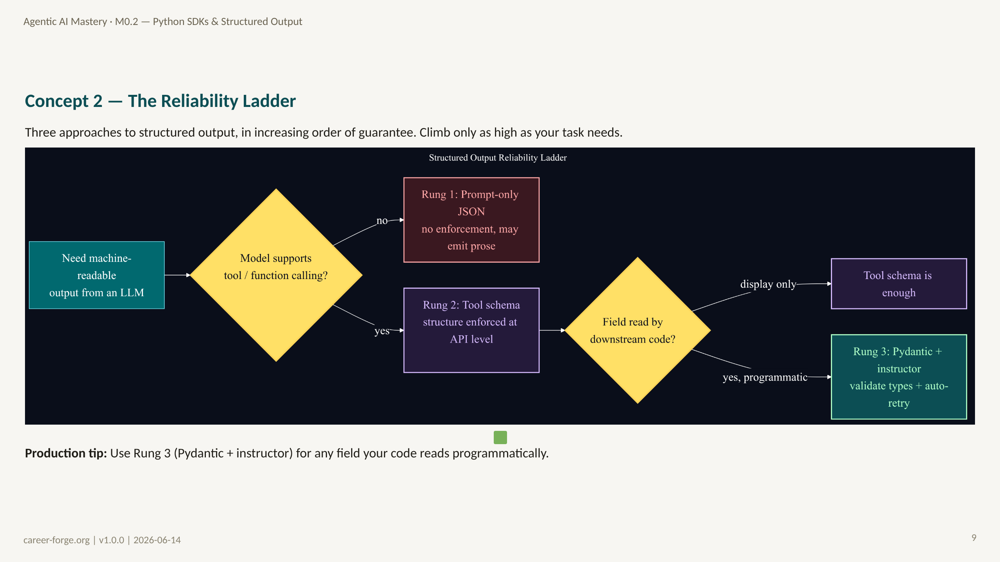 Agentic AI Mastery · M0.2 — Python SDKs & Structured Output
Concept 2 — The Reliability Ladder
Three approaches to structured output, in increasing order of guarantee. Climb only as high as your task needs.
Structured Output Reliability Ladder
Need machine-
readable
output from an LLM
Model supports
tool / function calling?
no
yes
Rung 1: Prompt-only
JSON
no enforcement, may
emit prose
Rung 2: Tool schema
structure enforced at
API level
Field read by
downstream code?
display only
yes, programmatic
Tool schema is
enough
Rung 3: Pydantic +
instructor
validate types + auto-
retry
Production tip: Use Rung 3 (Pydantic + instructor) for any field your code reads programmatically.
career-forge.org | v1.0.0 | 2026-06-14
9